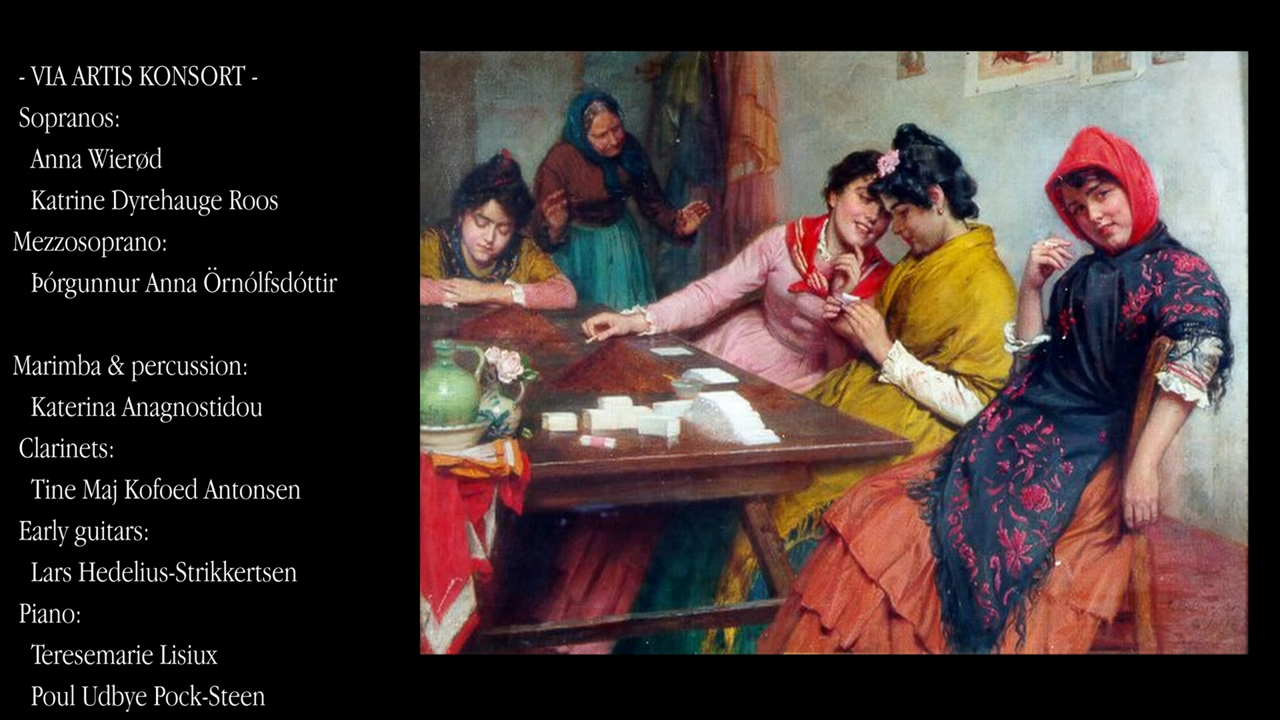 - VIA ARTIS KONSORT -
Sopranos:
Anna Wierød
Katrine Dyrehauge Roos
Mezzosoprano:
Þórgunnur Anna Örnólfsdóttir
Marimba & percussion:
Katerina Anagnostidou
Clarinets:
Tine Maj Kofoed Antonsen
Early guitars:
Lars Hedelius-Strikkertsen
Piano:
Teresemarie Lisiux
Poul Udbye Pock-Steen